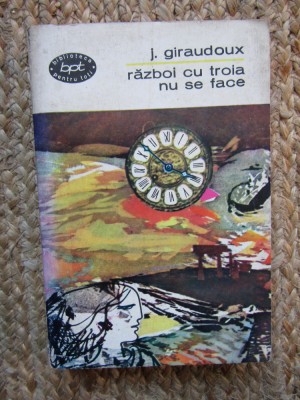 biblioteca
bpt
pentru toți
j. giraudoux
război cu troia
nu se face